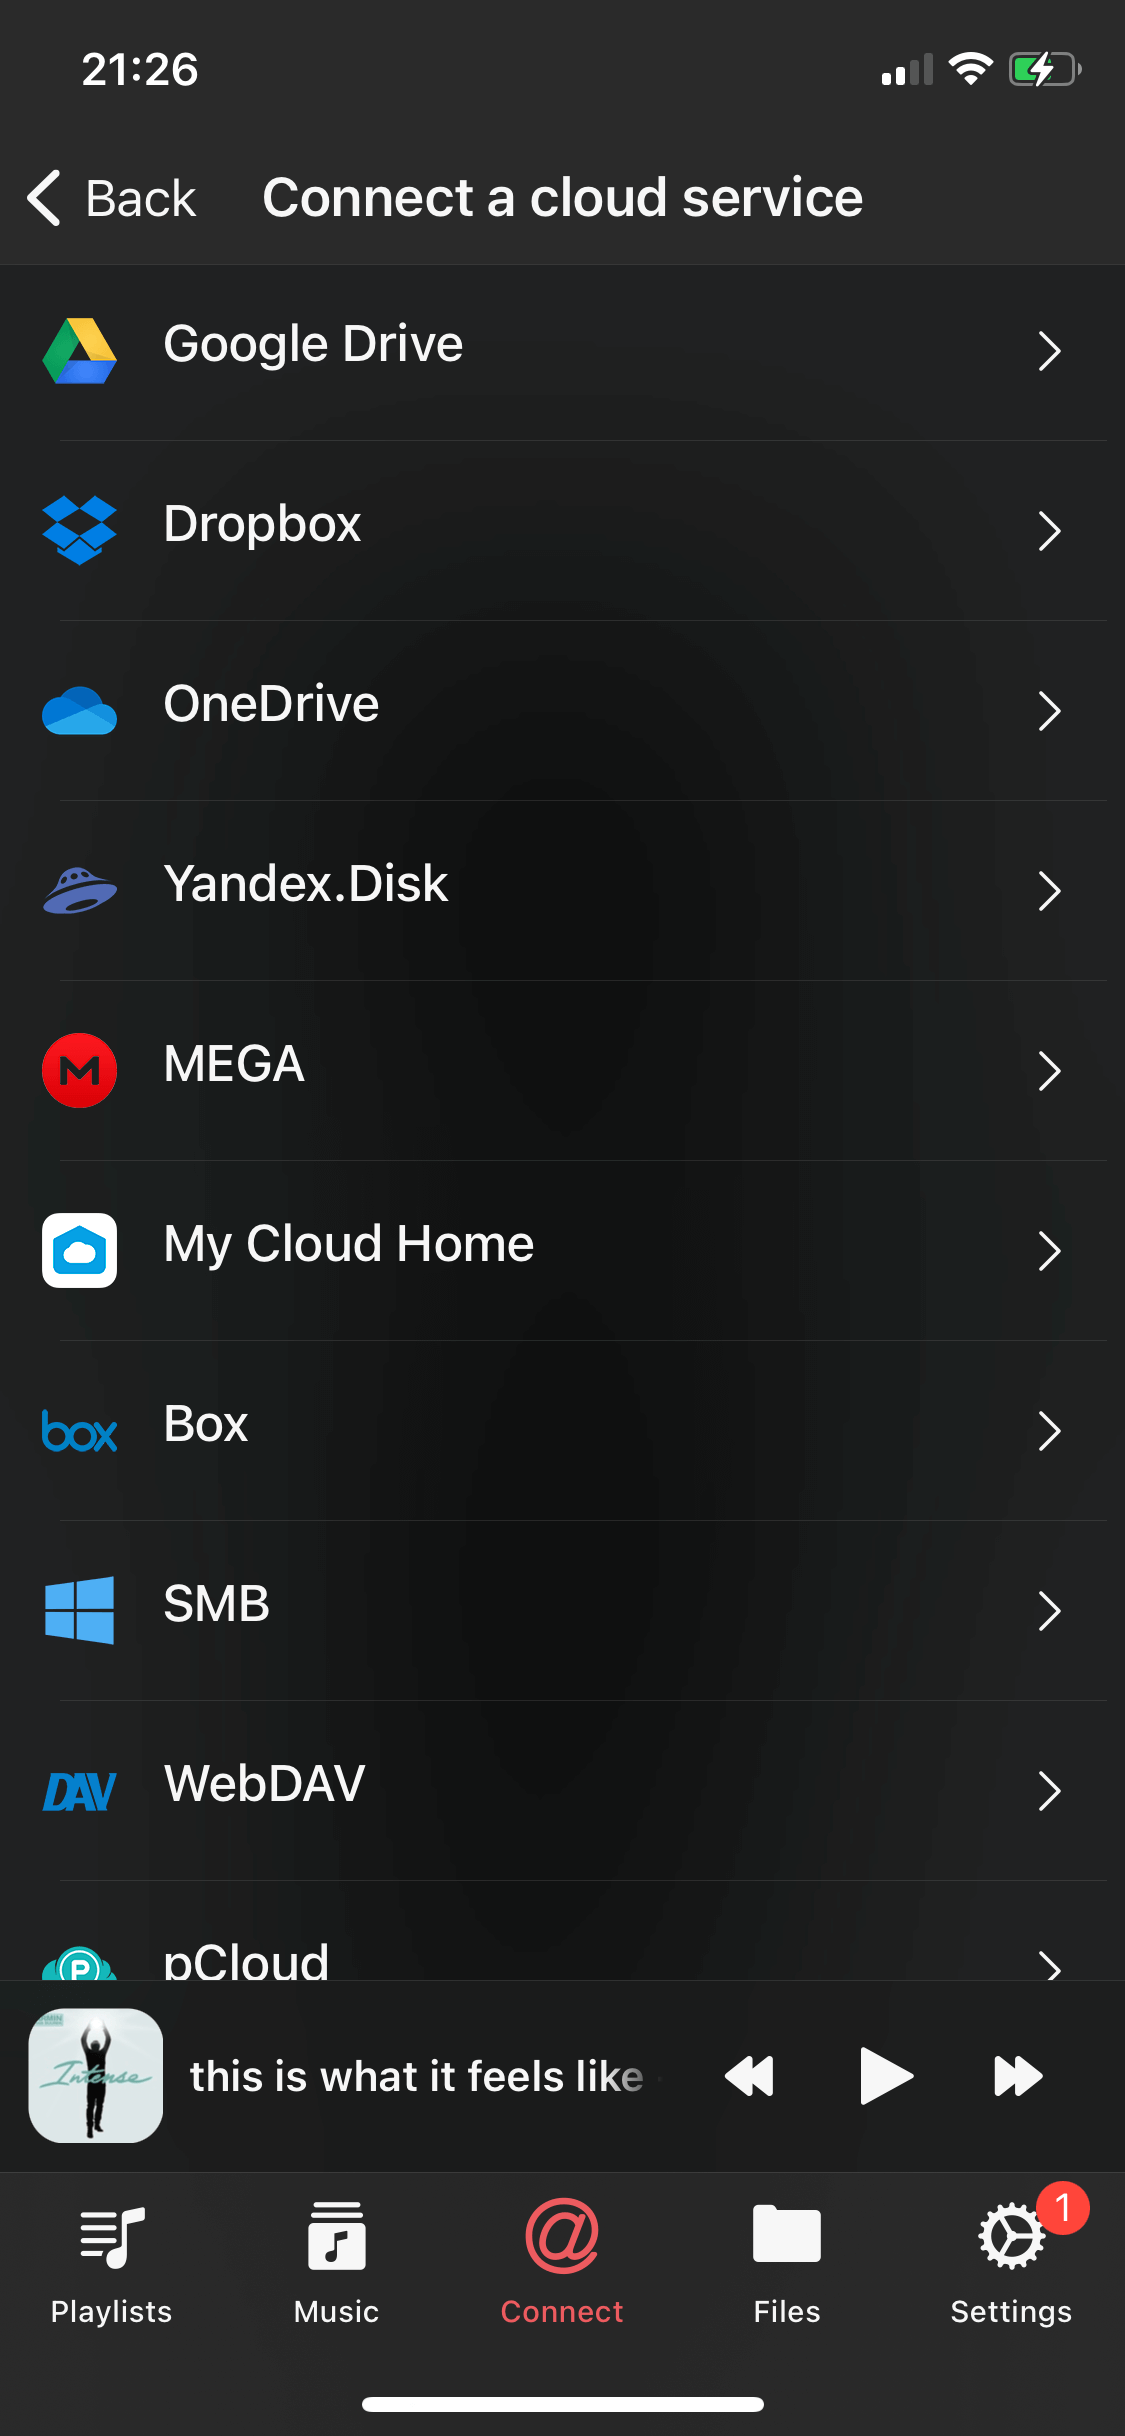 21:26
Back
Connect a cloud service
Google Drive
Dropbox
OneDrive
Yandex.Disk
MEGA
My Cloud Home
box
Box
SMB
DAV
WebDAV
pCloud
Intense
this is what it feels like
1
Playlists
Music
Connect
Files
Settings